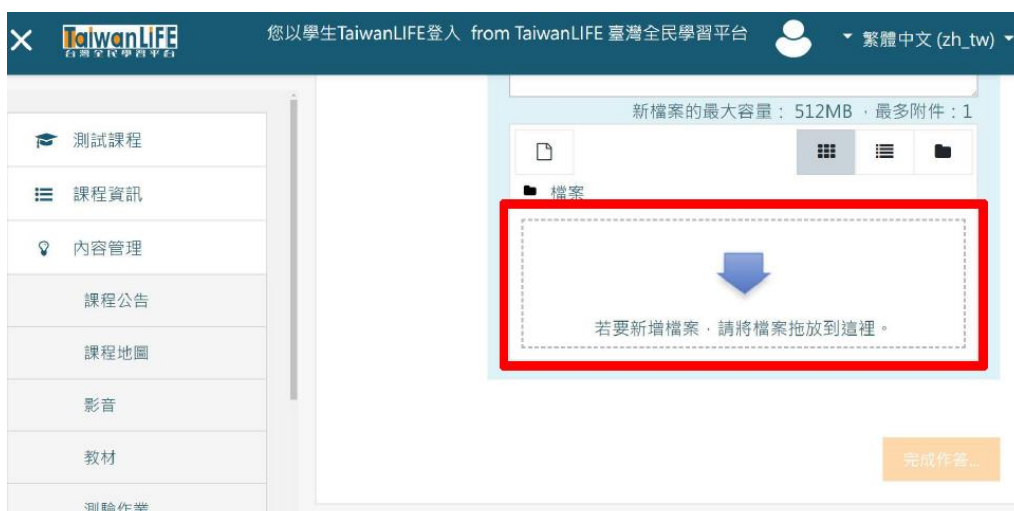 TaiwanLIFE
台灣全民學習平台
您以學生TaiwanLIFE登入 from TaiwanLIFE 臺灣全民學習平台
繁體中文 (zh_tw)
新檔案的最大容量： 512MB ，最多附件：1
測試課程
課程資訊
檔案
內容管理
課程公告
若要新增檔案，請將檔案拖放到這裡。
課程地圖
影音
教材
完成作答...
測驗作業